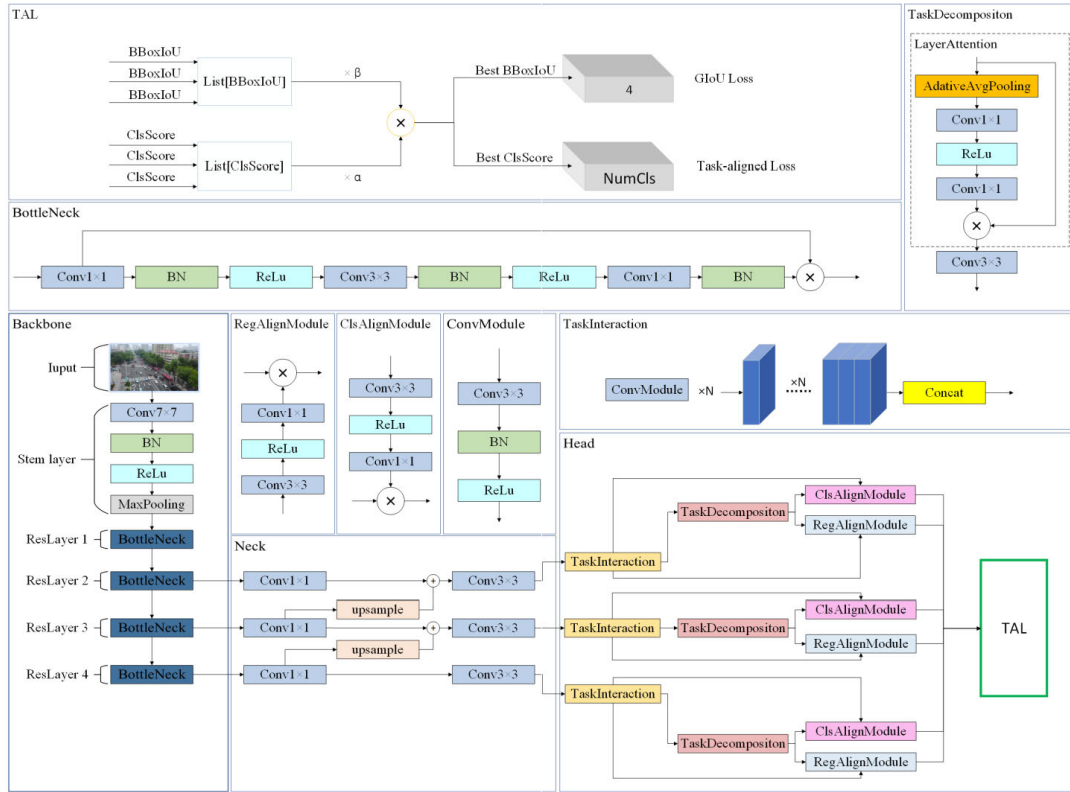 TAL
BBoxIoU
BBoxIoU
BBoxIoU
List[BBoxIoU]
× β
ClsScore
ClsScore
ClsScore
List[ClsScore]
× α
×
Best BBoxIoU
4
GIoU Loss
Best ClsScore
NumCls
Task-aligned Loss
TaskDecompositon
LayerAttention
AdativeAvgPooling
Conv1×1
ReLu
Conv1×1
×
Conv3×3
BottleNeck
Conv1×1
BN
ReLu
Conv3×3
BN
ReLu
Conv1×1
BN
×
Backbone
Iuput
Conv7×7
BN
Stem layer
ReLu
MaxPooling
ResLayer 1
BottleNeck
ResLayer 2
BottleNeck
ResLayer 3
BottleNeck
ResLayer 4
BottleNeck
RegAlignModule
×
Conv1×1
ReLu
Conv3×3
ClsAlignModule
Conv3×3
ReLu
Conv1×1
×
ConvModule
Conv3×3
BN
ReLu
TaskInteraction
ConvModule
×N
×N
......
Concat
Neck
Conv1×1
+
Conv3×3
upsample
Conv1×1
+
Conv3×3
upsample
Conv1×1
Conv3×3
Head
TaskInteraction
TaskDecompositon
ClsAlignModule
RegAlignModule
TaskInteraction
TaskDecompositon
ClsAlignModule
RegAlignModule
TaskInteraction
TaskDecompositon
ClsAlignModule
RegAlignModule
TAL